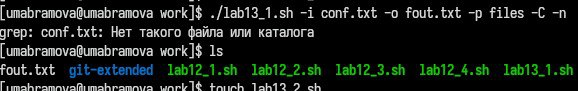 [umabramova@umabramova work]$ ./lab13_1.sh -i conf.txt -o fout.txt -p files -C -n
grep: conf.txt: Нет такого файла или каталога
[umabramova@umabramova work]$ ls
fout.txt git-extended lab12_1.sh lab12_2.sh lab12_3.sh lab12_4.sh lab13_1.sh
[umabramova@umabramova work]$ touch lab13_2.sh